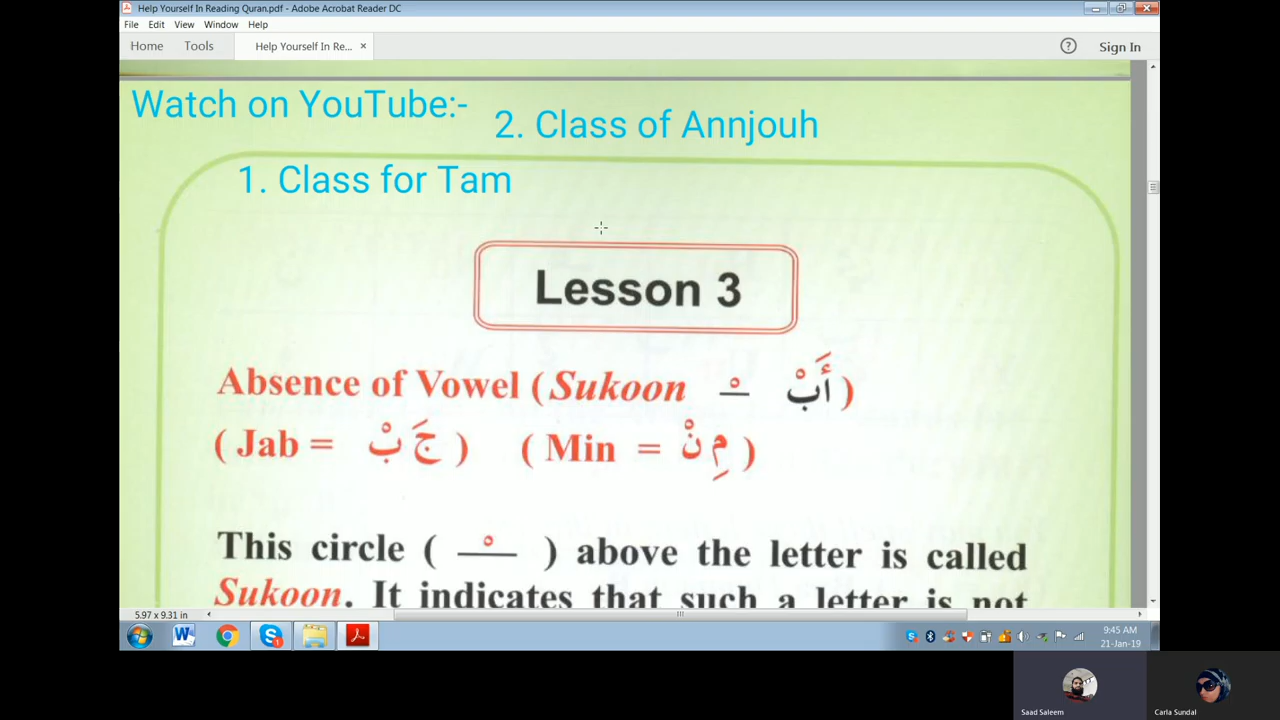 Help Yourself In Reading Quran.pdf - Adobe Acrobat Reader DC
File Edit View Window Help
Home Tools Help Yourself In Re... × ? Sign In
Watch on YouTube:-
2. Class of Annjouh
1. Class for Tam
Lesson 3
Absence of Vowel (Sukoon ْ أَبْ )
( Jab = جَ بْ ) ( Min = مِ نْ )
This circle ( ْ ) above the letter is called
Sukoon. It indicates that such a letter is not
5.97 x 9.31 in
9:45 AM
21-Jan-19
Saad Saleem
Carla Sundal